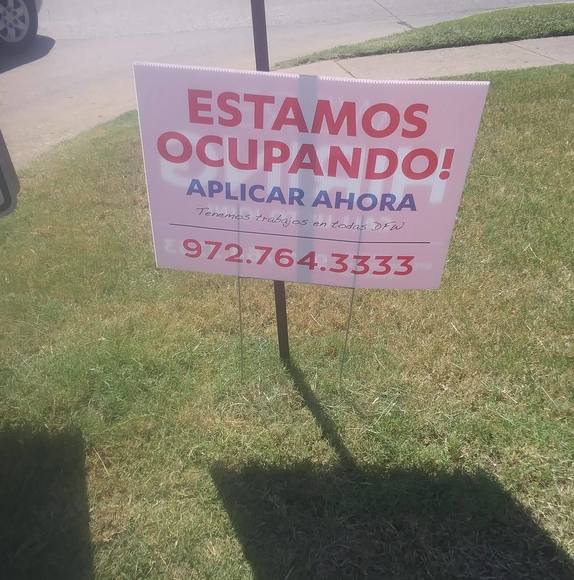 ESTAMOS
OCUPANDO!
APLICAR AHORA
Tenemos trabajos en todas DFW
972.764.3333